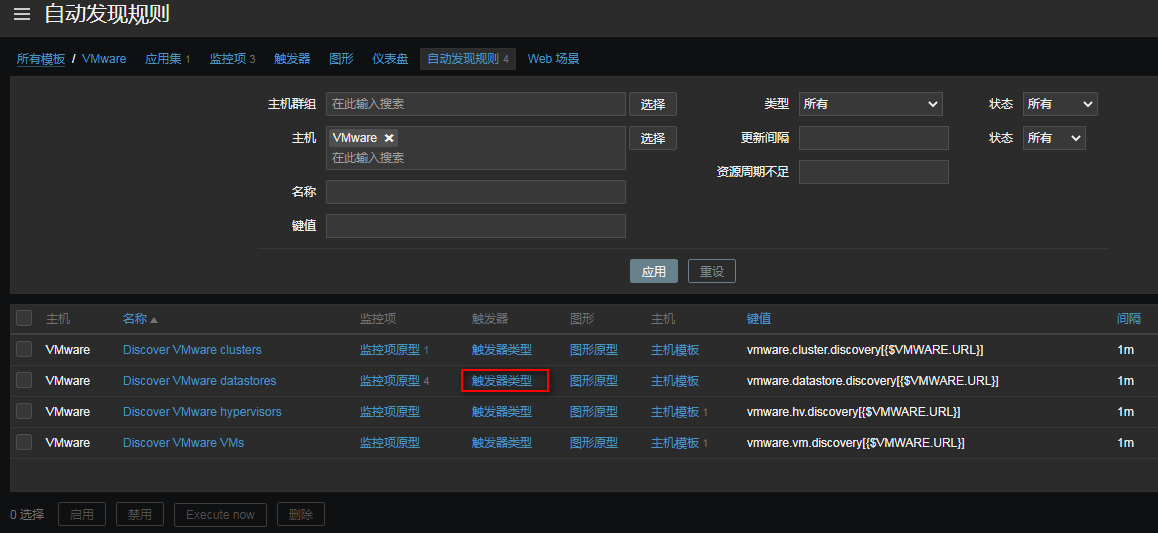 自动发现规则
所有模板 / VMware 应用集 1 监控项 3 触发器 图形 仪表盘 自动发现规则 4 Web 场景
主机群组 在此输入搜索 选择 类型 所有 状态 所有
主机 VMware 在此输入搜索 选择 更新间隔 状态 所有
资源周期不足
名称
键值
应用 重设
主机 名称 监控项 触发器 图形 主机 键值 间隔
VMware Discover VMware clusters 监控项原型 1 触发器类型 图形原型 主机模板 vmware.cluster.discovery[{$VMWARE.URL}] 1m
VMware Discover VMware datastores 监控项原型 4 触发器类型 图形原型 主机模板 vmware.datastore.discovery[{$VMWARE.URL}] 1m
VMware Discover VMware hypervisors 监控项原型 触发器类型 图形原型 主机模板 1 vmware.hv.discovery[{$VMWARE.URL}] 1m
VMware Discover VMware VMs 监控项原型 触发器类型 图形原型 主机模板 1 vmware.vm.discovery[{$VMWARE.URL}] 1m
0 选择 启用 禁用 Execute now 删除